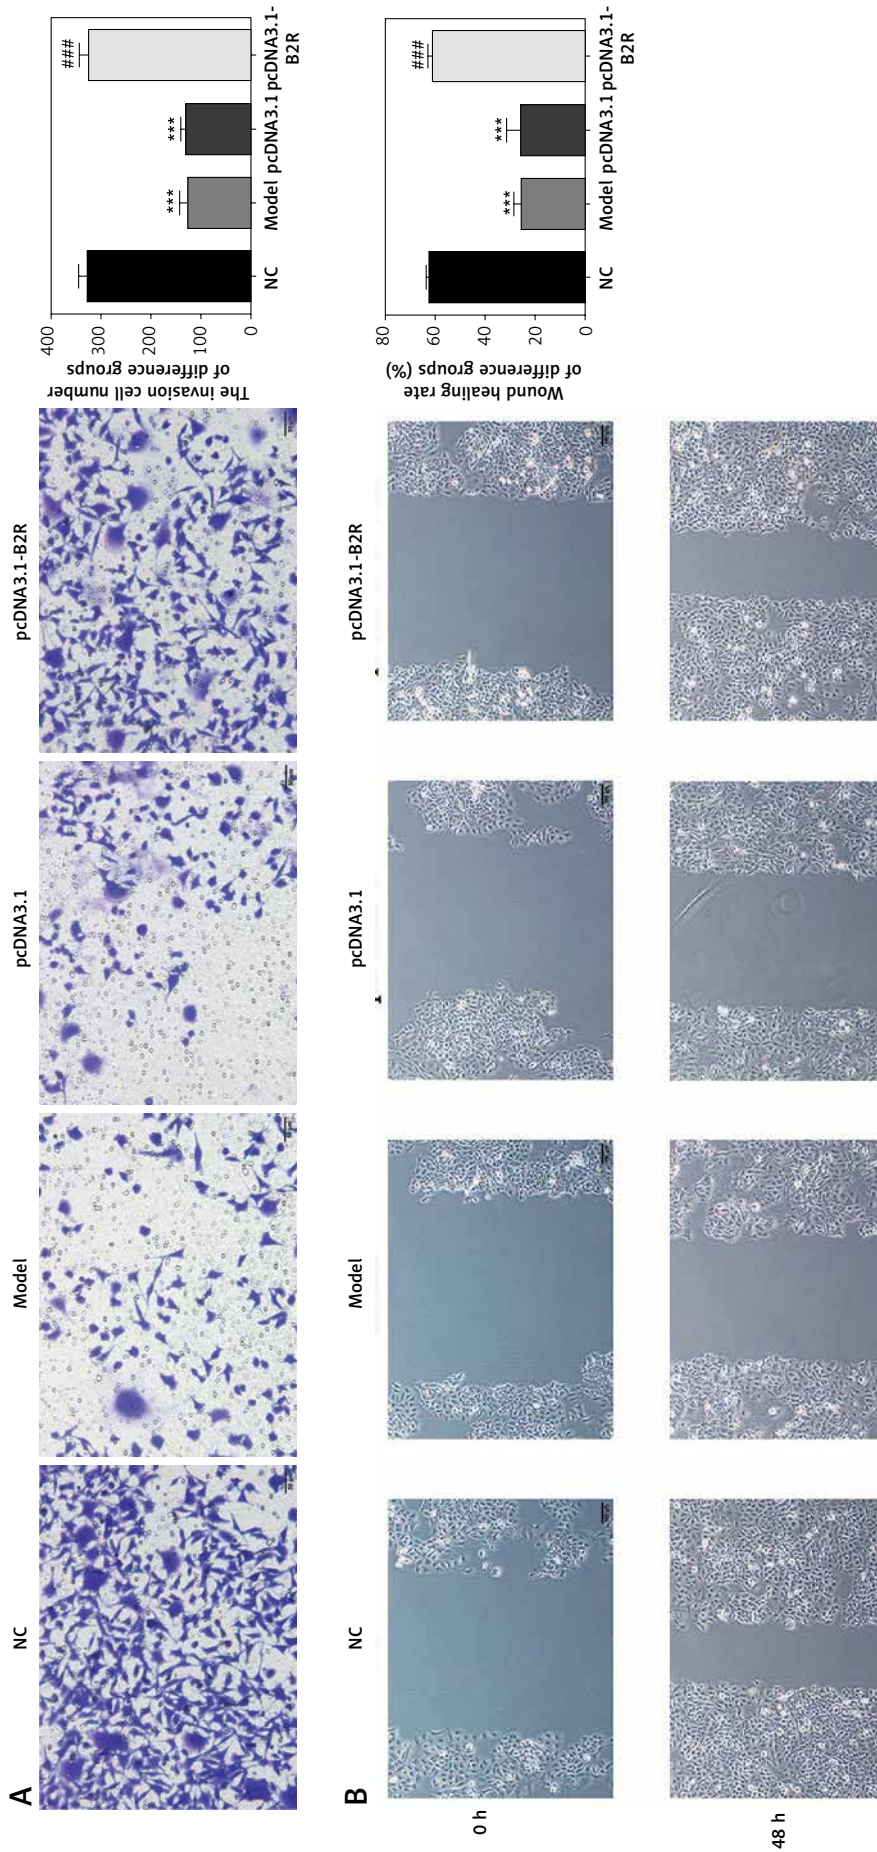 A
NC
Model
pcDNA3.1
pcDNA3.1-B2R
The invasion cell number
of difference groups
400
300
200
100
0
***
***
###
NC
Model
pcDNA3.1
pcDNA3.1-
B2R
B
NC
Model
pcDNA3.1
pcDNA3.1-B2R
0 h
48 h
Wound healing rate
of difference groups (%)
80
60
40
20
0
***
***
###
NC
Model
pcDNA3.1
pcDNA3.1-
B2R